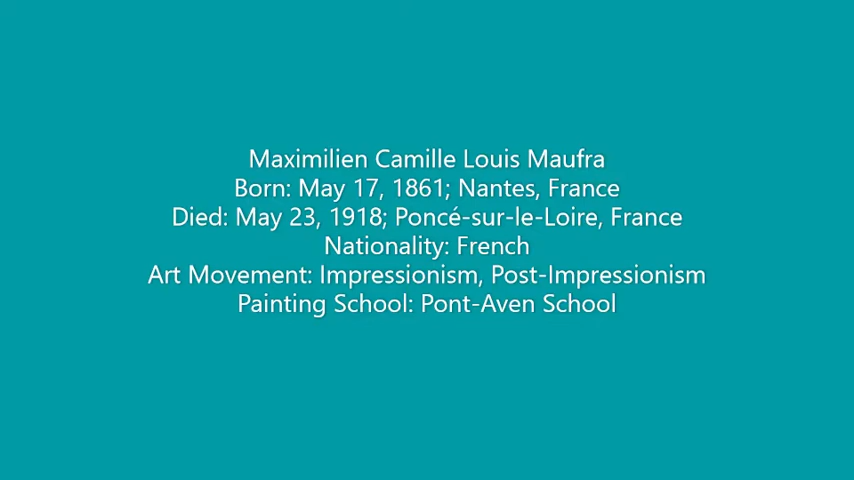 Maximilien Camille Louis Maufra
Born: May 17, 1861; Nantes, France
Died: May 23, 1918; Poncé-sur-le-Loire, France
Nationality: French
Art Movement: Impressionism, Post-Impressionism
Painting School: Pont-Aven School